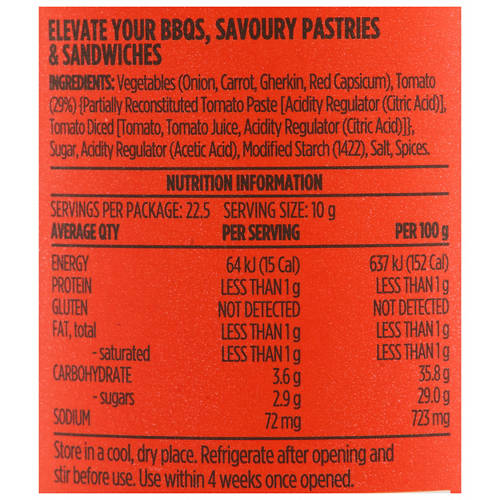 ELEVATE YOUR BBQS, SAVOURY PASTRIES
& SANDWICHES
INGREDIENTS: Vegetables (Onion, Carrot, Gherkin, Red Capsicum), Tomato
(29%) {Partially Reconstituted Tomato Paste [Acidity Regulator (Citric Acid)],
Tomato Diced [Tomato, Tomato Juice, Acidity Regulator (Citric Acid)]},
Sugar, Acidity Regulator (Acetic Acid), Modified Starch (1422), Salt, Spices.
NUTRITION INFORMATION
SERVINGS PER PACKAGE: 22.5 SERVING SIZE: 10 g
AVERAGE QTY PER SERVING PER 100 g
ENERGY 64 kJ (15 Cal) 637 kJ (152 Cal)
PROTEIN LESS THAN 1 g LESS THAN 1 g
GLUTEN NOT DETECTED NOT DETECTED
FAT, total LESS THAN 1 g LESS THAN 1 g
- saturated LESS THAN 1 g LESS THAN 1 g
CARBOHYDRATE 3.6 g 35.8 g
- sugars 2.9 g 29.0 g
SODIUM 72 mg 723 mg
Store in a cool, dry place. Refrigerate after opening and
stir before use. Use within 4 weeks once opened.